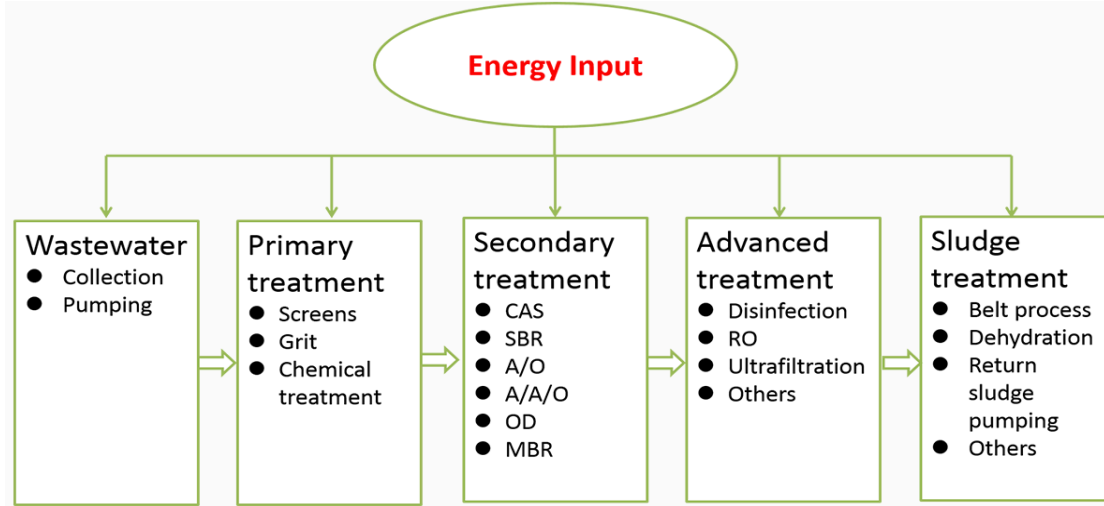 Energy Input
Wastewater
● Collection
● Pumping
Primary
treatment
● Screens
● Grit
● Chemical
treatment
Secondary
treatment
● CAS
● SBR
● A/O
● A/A/O
● OD
● MBR
Advanced
treatment
● Disinfection
● RO
● Ultrafiltration
● Others
Sludge
treatment
● Belt process
● Dehydration
● Return
sludge
pumping
● Others